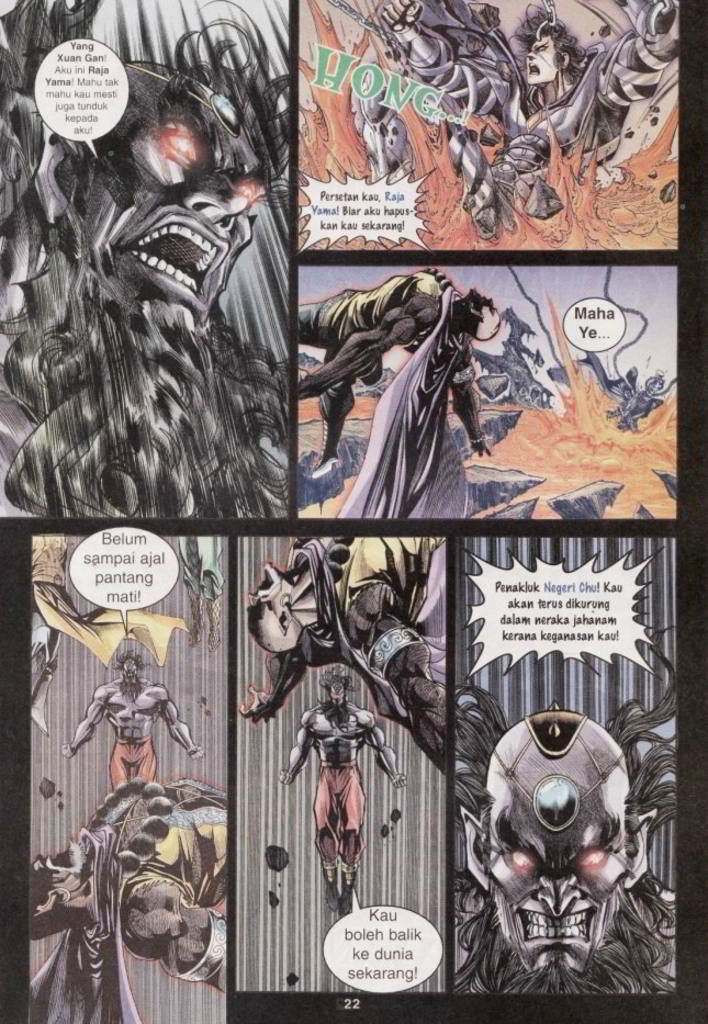 Yang
Xuan Gan!
Aku ini Raja
Yama! Mahu tak
mahu kau mesti
juga tunduk
kepada
aku!
HONG...!
Persetan kau, Raja
Yama! Biar aku hapus-
kan kau sekarang!
Maha
Ye...
Belum
sampai ajal
pantang
mati!
Kau
boleh balik
ke dunia
sekarang!
Penakluk Negeri Chu! Kau
akan terus dikurung
dalam neraka jahanam
kerana keganasan kau!
22